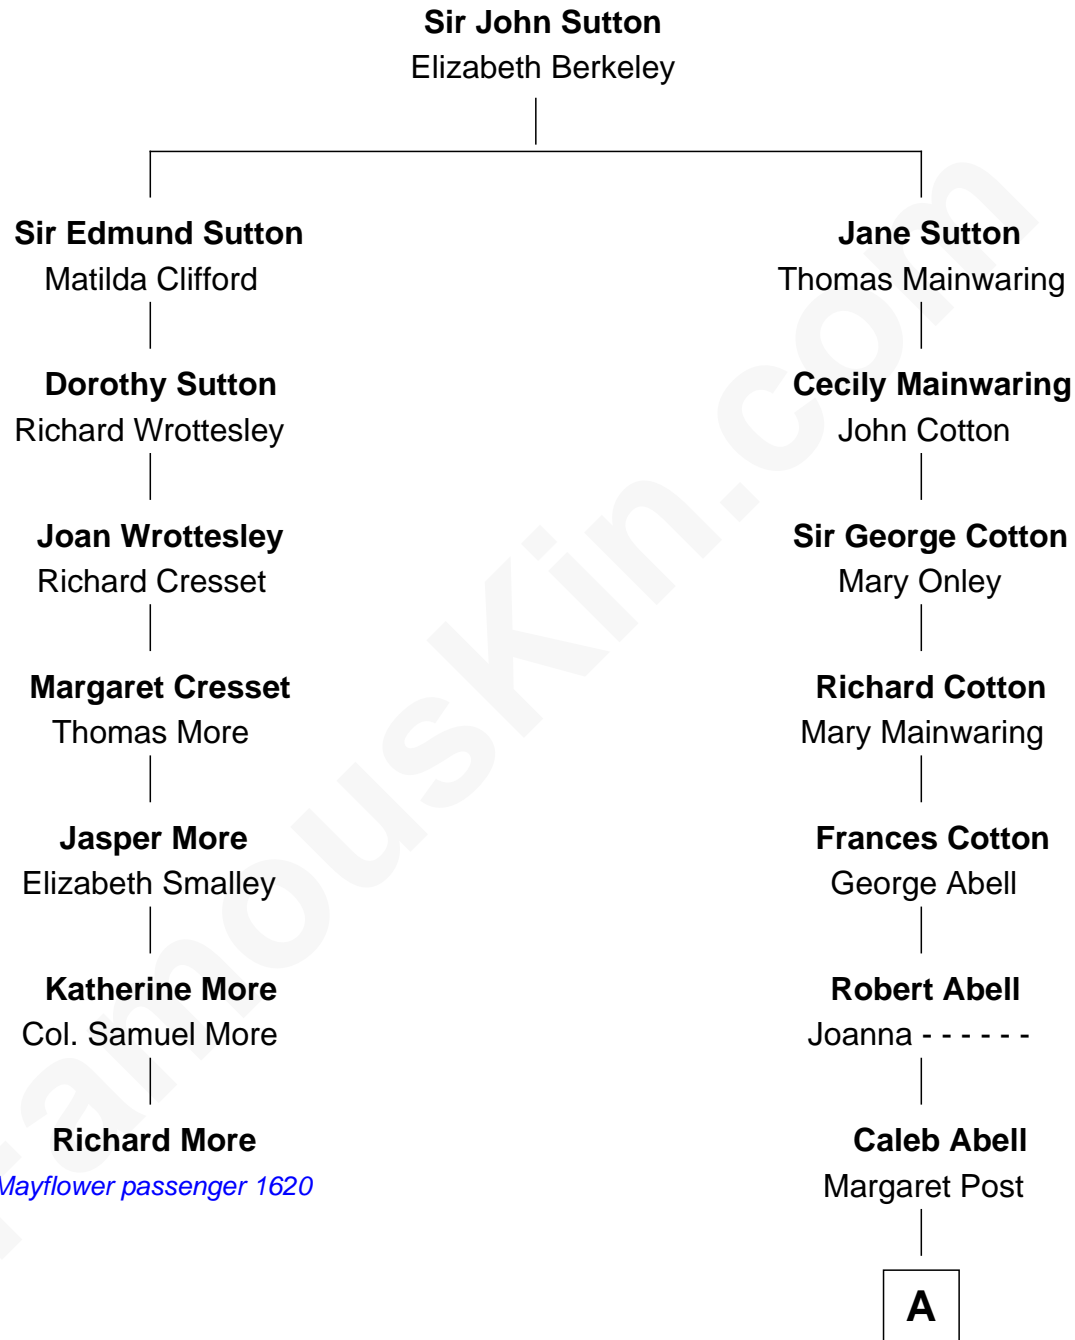 Sir John Sutton
Elizabeth Berkeley
Sir Edmund Sutton
Matilda Clifford
Jane Sutton
Thomas Mainwaring
Dorothy Sutton
Richard Wrottesley
Cecily Mainwaring
John Cotton
Joan Wrottesley
Richard Cresset
Sir George Cotton
Mary Onley
Margaret Cresset
Thomas More
Richard Cotton
Mary Mainwaring
Jasper More
Elizabeth Smalley
Frances Cotton
George Abell
Katherine More
Col. Samuel More
Robert Abell
Joanna - - - - - -
Richard More
Mayflower passenger 1620
Caleb Abell
Margaret Post
A
FamousKin.com